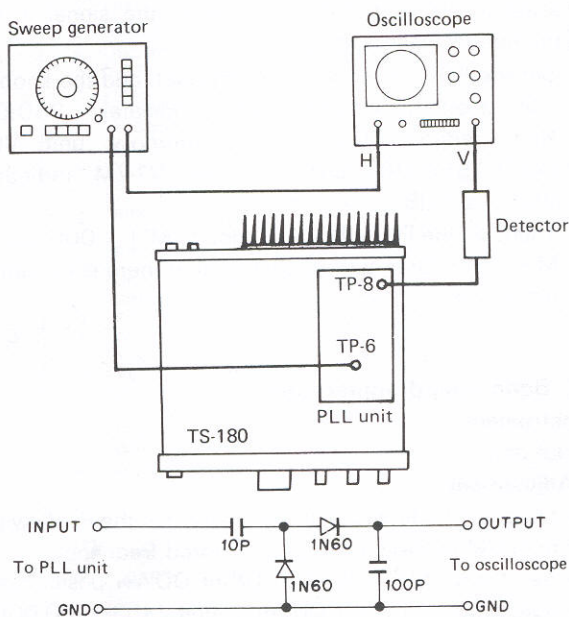 Sweep generator
Oscilloscope
H
V
Detector
TP-8
TP-6
PLL unit
TS-180
INPUT
10P
1N60
OUTPUT
To PLL unit
1N60
100P
To oscilloscope
GND
GND